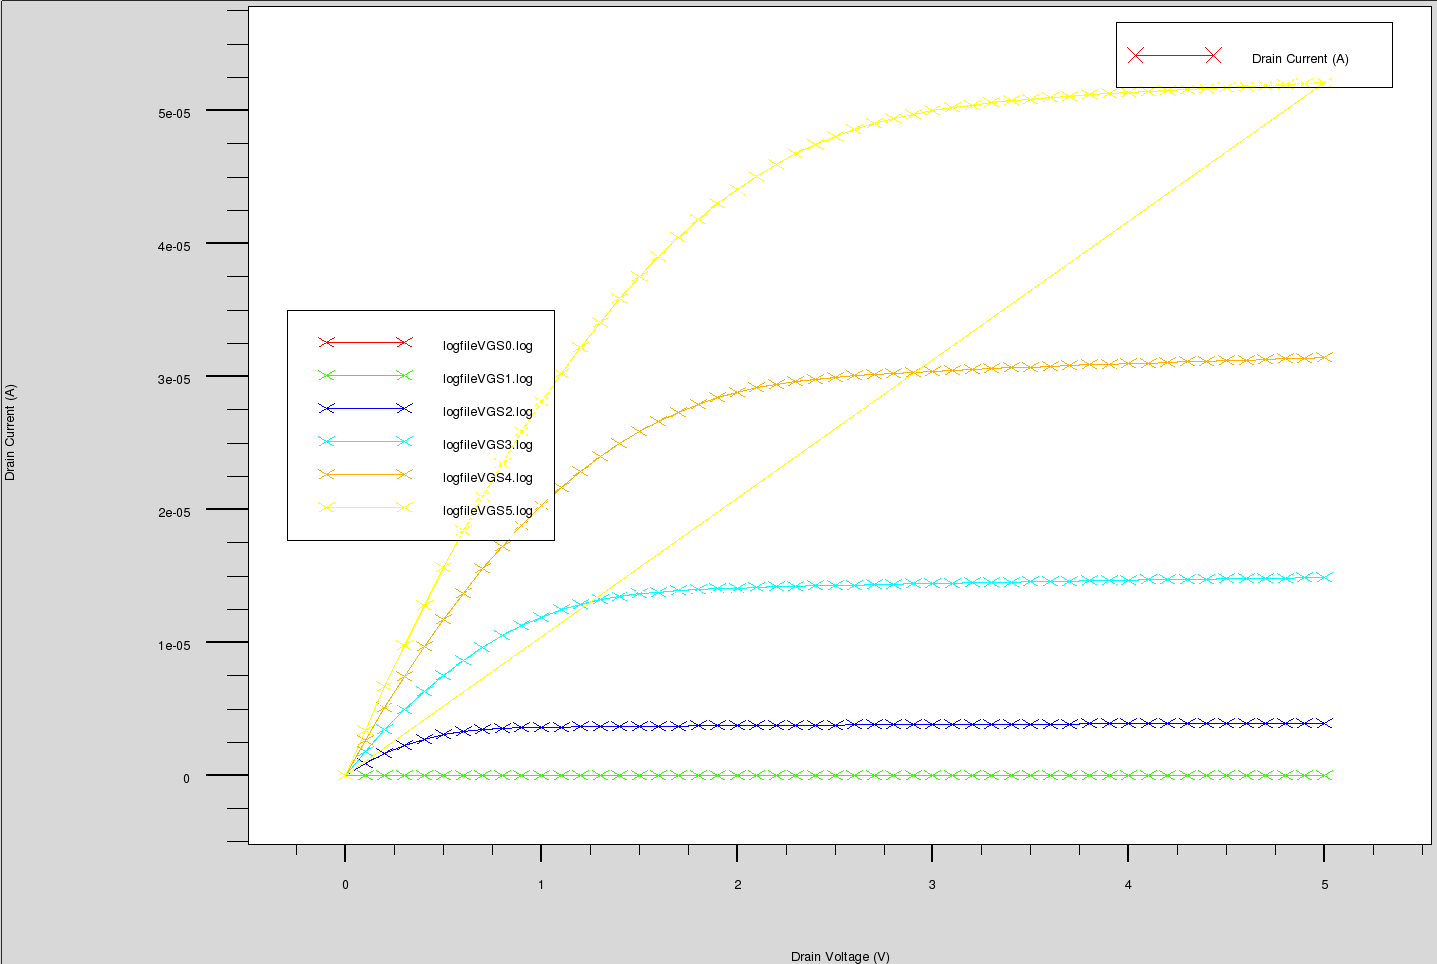 Drain Current (A)
5e-05
4e-05
3e-05
2e-05
1e-05
0
Drain Current (A)
logfileVGS0.log
logfileVGS1.log
logfileVGS2.log
logfileVGS3.log
logfileVGS4.log
logfileVGS5.log
0 1 2 3 4 5
Drain Voltage (V)